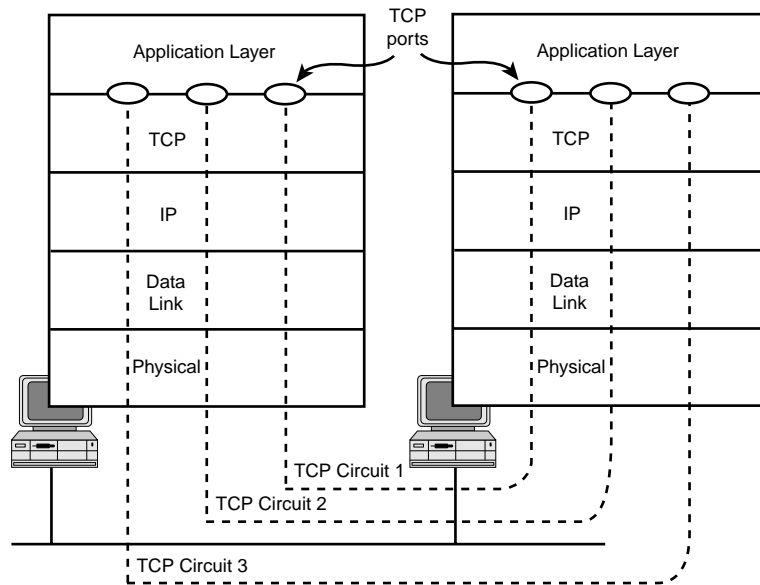 TCP
ports
Application Layer
TCP
IP
Data
Link
Physical
Application Layer
TCP
IP
Data
Link
Physical
TCP Circuit 1
TCP Circuit 2
TCP Circuit 3